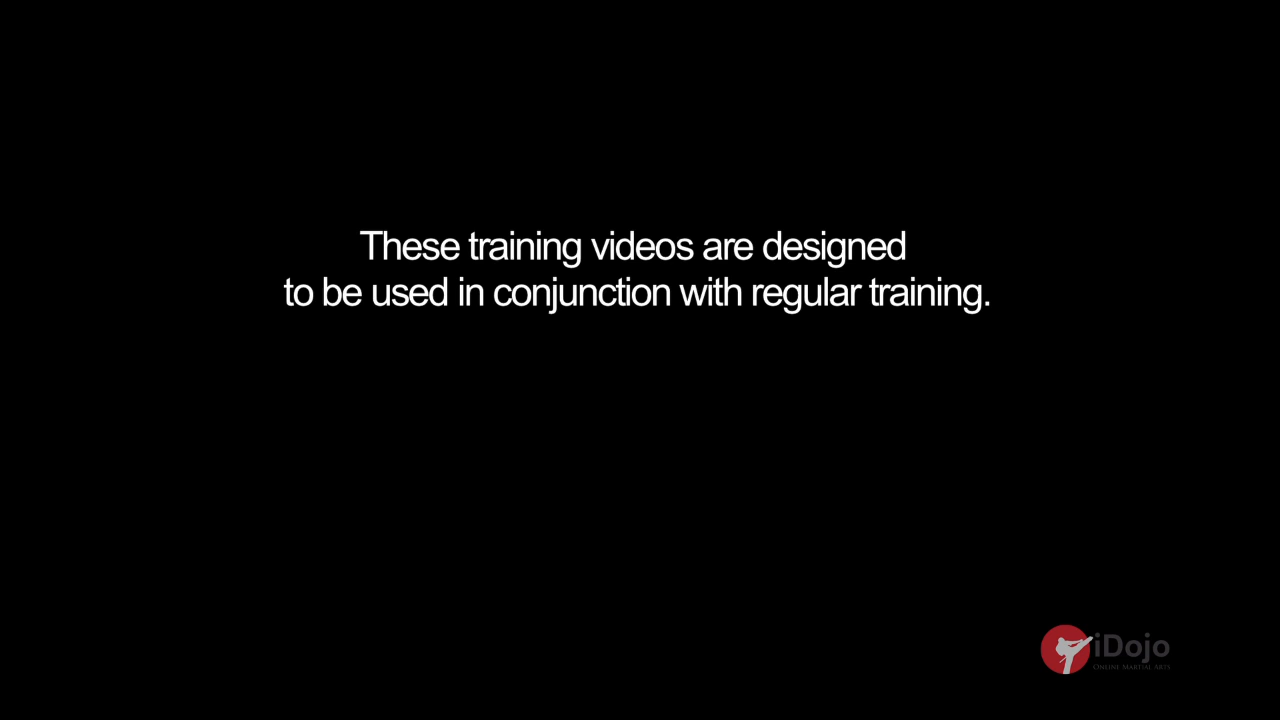 These training videos are designed
to be used in conjunction with regular training.
iDojo
ONLINE MARTIAL ARTS